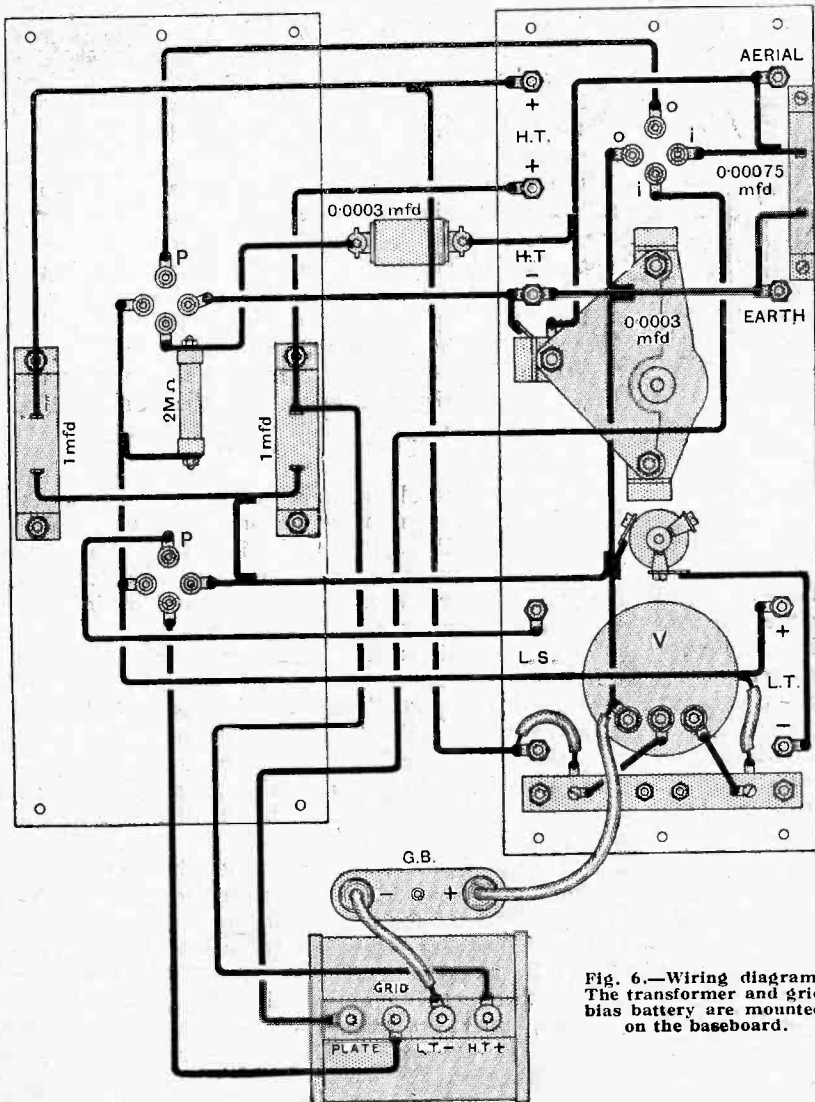 AERIAL
o
+
H.T.
+
o
i
i
0·00075
mfd
0·0003 mfd
P
H.T
-
0·0003
mfd
EARTH
2MΩ
1 mfd
1 mfd
P
L.S.
V
+
L.T.
-
G.B.
-
+
GRID
PLATE
L.T.-
H.T+
Fig. 6.—Wiring diagram
The transformer and grid
bias battery are mounted
on the baseboard.